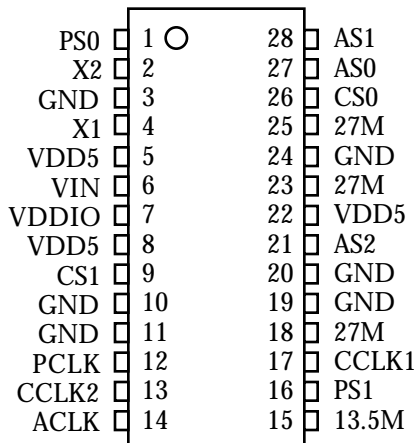 PS0 1 28 AS1
X2 2 27 AS0
GND 3 26 CS0
X1 4 25 27M
VDD5 5 24 GND
VIN 6 23 27M
VDDIO 7 22 VDD5
VDD5 8 21 AS2
CS1 9 20 GND
GND 10 19 GND
GND 11 18 27M
PCLK 12 17 CCLK1
CCLK2 13 16 PS1
ACLK 14 15 13.5M